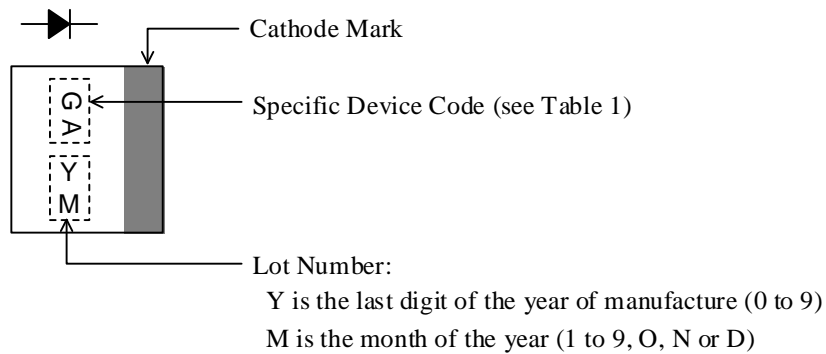 Cathode Mark
G A
Specific Device Code (see Table 1)
Y
M
Lot Number:
Y is the last digit of the year of manufacture (0 to 9)
M is the month of the year (1 to 9, O, N or D)